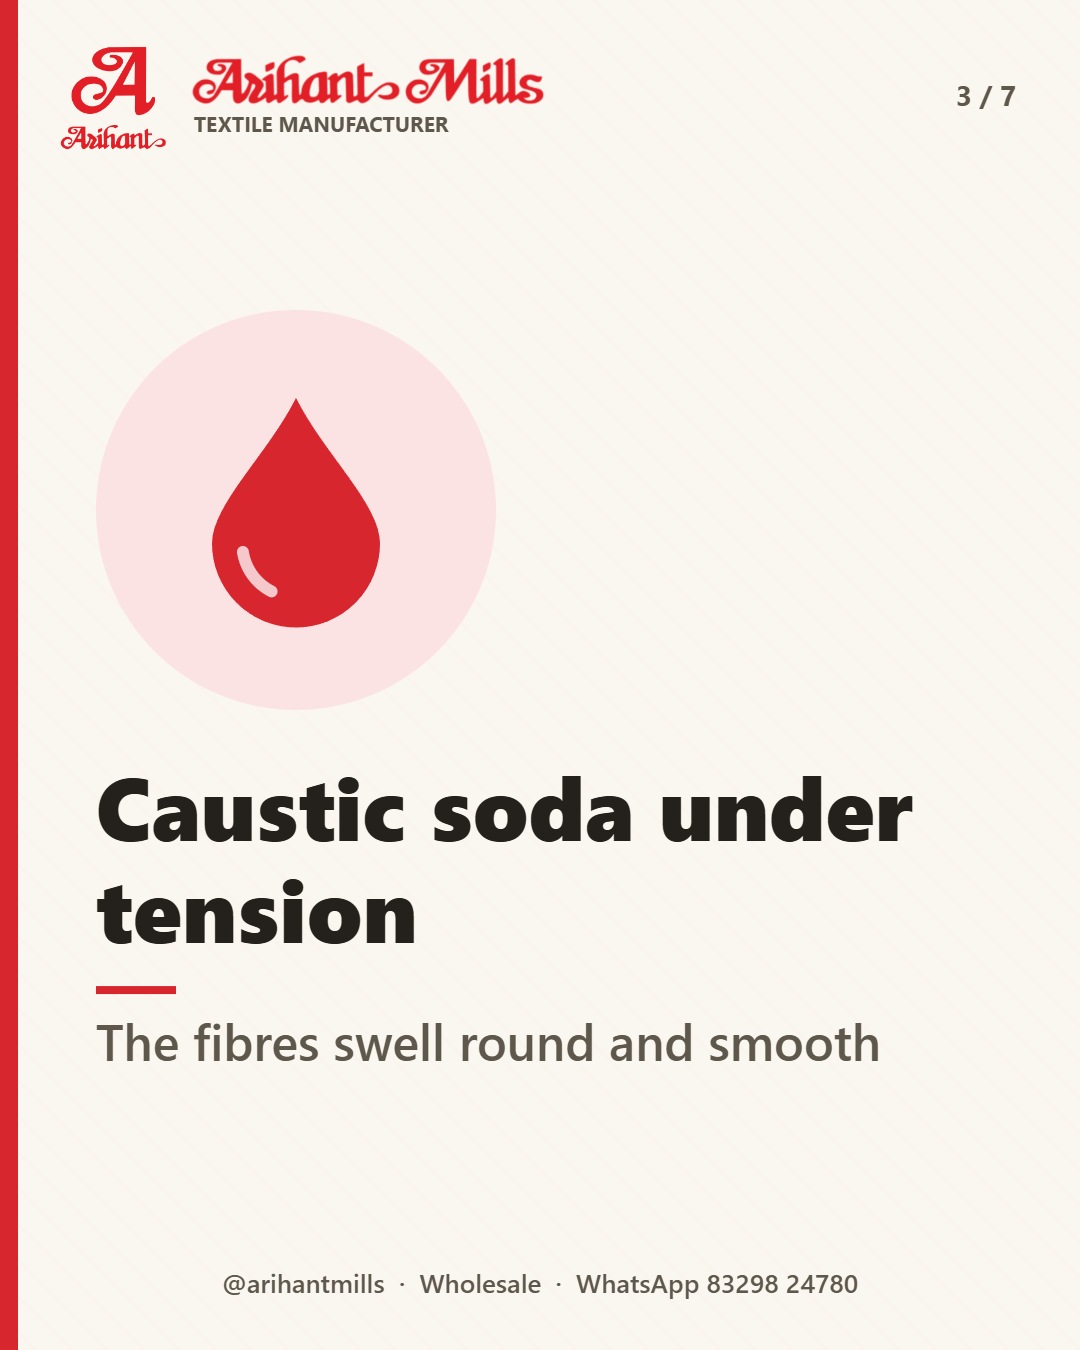 A
Arihant
Arihant Mills
TEXTILE MANUFACTURER
3 / 7
Caustic soda under
tension
The fibres swell round and smooth
@arihantmills · Wholesale · WhatsApp 83298 24780